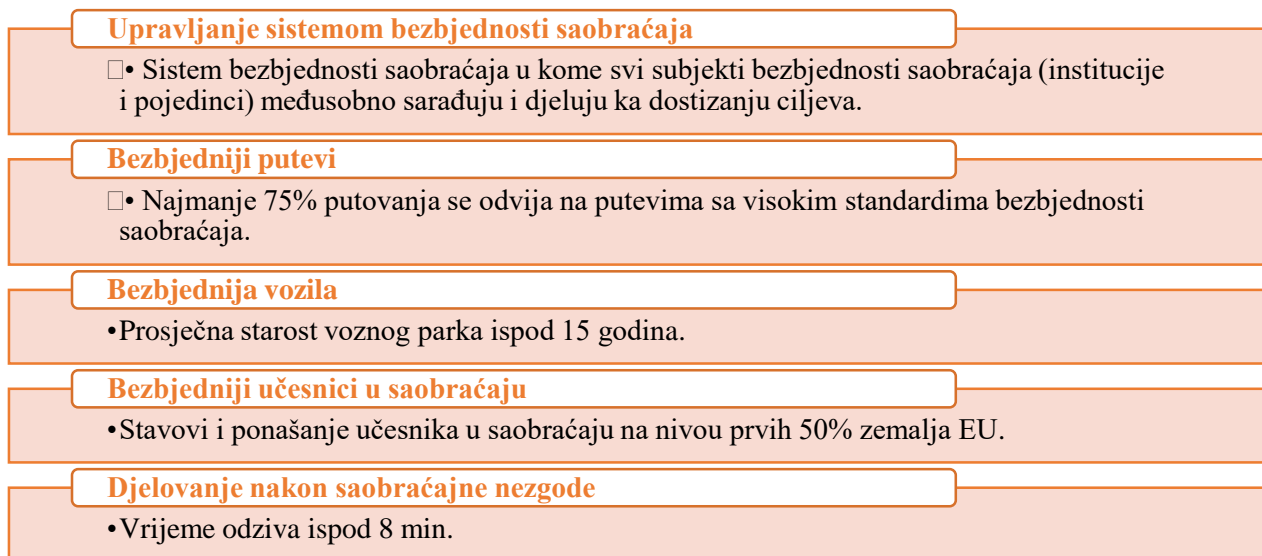 Upravljanje sistemom bezbjednosti saobraćaja
□• Sistem bezbjednosti saobraćaja u kome svi subjekti bezbjednosti saobraćaja (institucije
i pojedinci) međusobno sarađuju i djeluju ka dostizanju ciljeva.
Bezbjedniji putevi
□• Najmanje 75% putovanja se odvija na putevima sa visokim standardima bezbjednosti
saobraćaja.
Bezbjednija vozila
•Prosječna starost voznog parka ispod 15 godina.
Bezbjedniji učesnici u saobraćaju
•Stavovi i ponašanje učesnika u saobraćaju na nivou prvih 50% zemalja EU.
Djelovanje nakon saobraćajne nezgode
•Vrijeme odziva ispod 8 min.